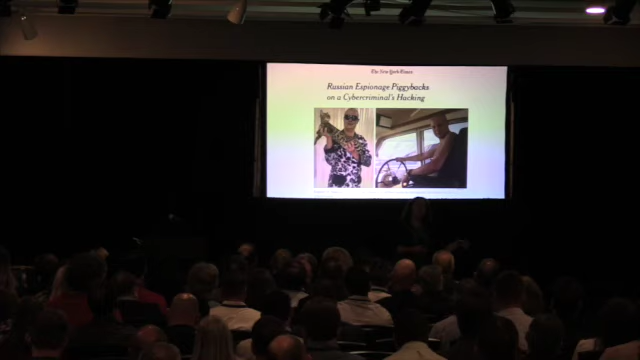 The New York Times
Russian Espionage Piggybacks
on a Cybercriminal's Hacking